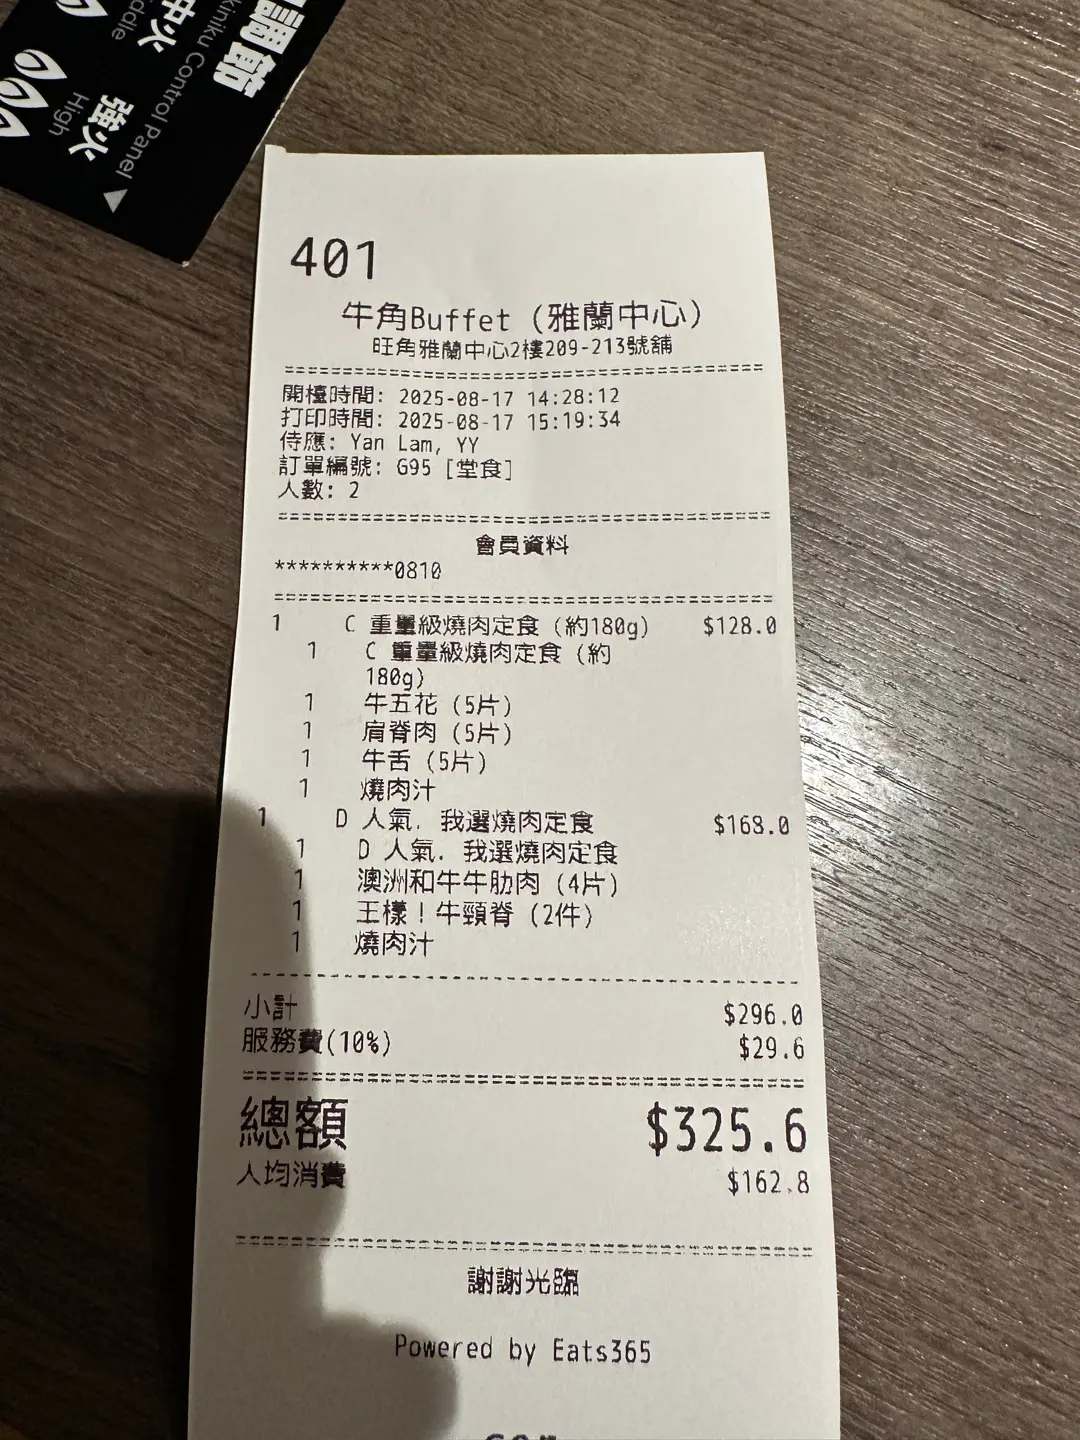 調節
kiniku Control Panel
中火
iddle
強火
High
401
牛角Buffet (雅蘭中心)
旺角雅蘭中心2樓209-213號舖
開檯時間: 2025-08-17 14:28:12
打印時間: 2025-08-17 15:19:34
侍應: Yan Lam, YY
訂單編號: G95 [堂食]
人數: 2
會員資料
**********0810
1 C 重量級燒肉定食 (約180g) $128.0
1 C 重量級燒肉定食 (約
180g)
1 牛五花 (5片)
1 肩脊肉 (5片)
1 牛舌 (5片)
1 燒肉汁
1 D 人氣. 我選燒肉定食 $168.0
1 D 人氣. 我選燒肉定食
1 澳洲和牛牛肋肉 (4片)
1 王樣！牛頸脊 (2件)
1 燒肉汁
小計 $296.0
服務費(10%) $29.6
總額 $325.6
人均消費 $162.8
謝謝光臨
Powered by Eats365